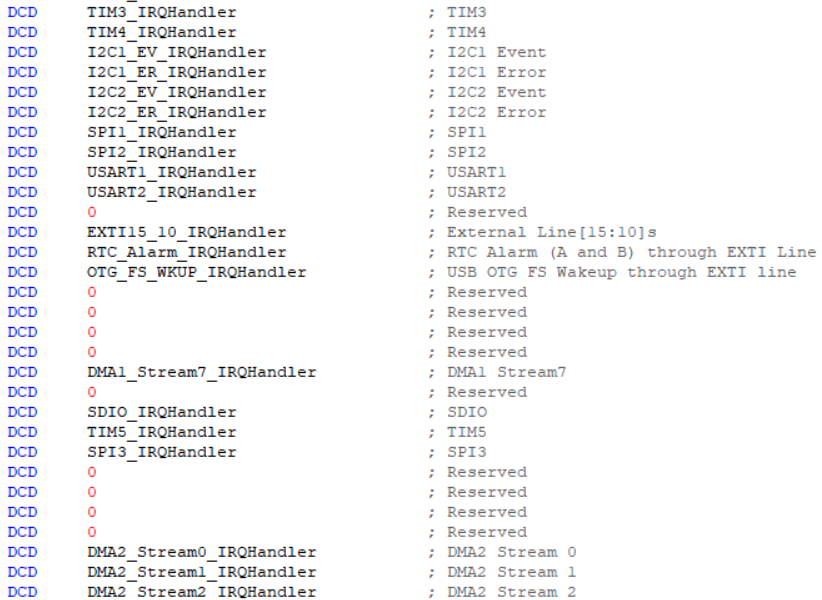 DCD TIM3_IRQHandler ; TIM3
DCD TIM4_IRQHandler ; TIM4
DCD I2C1_EV_IRQHandler ; I2C1 Event
DCD I2C1_ER_IRQHandler ; I2C1 Error
DCD I2C2_EV_IRQHandler ; I2C2 Event
DCD I2C2_ER_IRQHandler ; I2C2 Error
DCD SPI1_IRQHandler ; SPI1
DCD SPI2_IRQHandler ; SPI2
DCD USART1_IRQHandler ; USART1
DCD USART2_IRQHandler ; USART2
DCD 0 ; Reserved
DCD EXTI15_10_IRQHandler ; External Line[15:10]s
DCD RTC_Alarm_IRQHandler ; RTC Alarm (A and B) through EXTI Line
DCD OTG_FS_WKUP_IRQHandler ; USB OTG FS Wakeup through EXTI line
DCD 0 ; Reserved
DCD 0 ; Reserved
DCD 0 ; Reserved
DCD 0 ; Reserved
DCD DMA1_Stream7_IRQHandler ; DMA1 Stream7
DCD 0 ; Reserved
DCD SDIO_IRQHandler ; SDIO
DCD TIM5_IRQHandler ; TIM5
DCD SPI3_IRQHandler ; SPI3
DCD 0 ; Reserved
DCD 0 ; Reserved
DCD 0 ; Reserved
DCD 0 ; Reserved
DCD DMA2_Stream0_IRQHandler ; DMA2 Stream 0
DCD DMA2_Stream1_IRQHandler ; DMA2 Stream 1
DCD DMA2_Stream2_IRQHandler ; DMA2 Stream 2